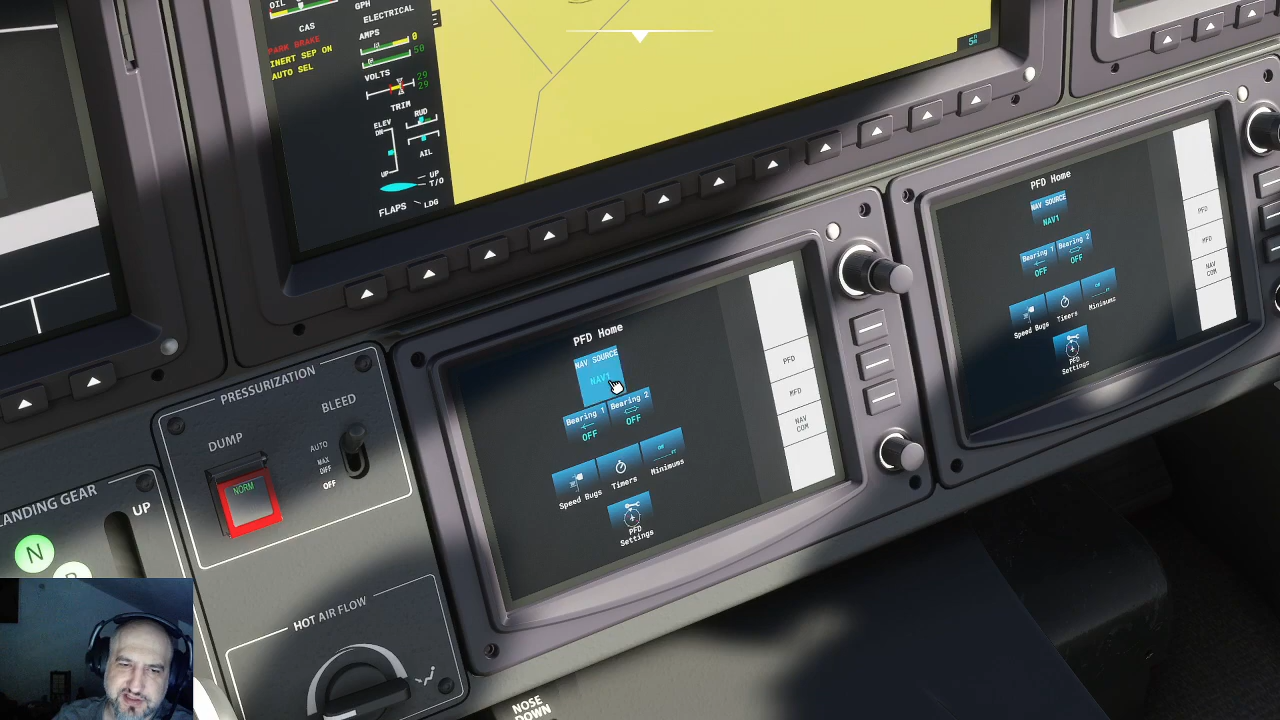 OIL
GPH
CAS
ELECTRICAL
PARK BRAKE
INERT SEP ON
AUTO SEL
AMPS
0
50
VOLTS
29
29
TRIM
ELEV
RUD
DN
AIL
UP
UP
T/O
FLAPS
LDG
PFD Home
NAV SOURCE
NAV1
Bearing 1
OFF
Bearing 2
OFF
Speed Bugs
Timers
Minimums
PFD
Settings
PFD
MFD
NAV
COM
PFD Home
NAV SOURCE
NAV1
Bearing 1
OFF
Bearing 2
OFF
Speed Bugs
Timers
Minimums
PFD
Settings
PFD
MFD
NAV
COM
PRESSURIZATION
DUMP
BLEED
NORM
AUTO
MAX
OFF
OFF
LANDING GEAR
UP
N
HOT AIR FLOW
NOSE
DOWN